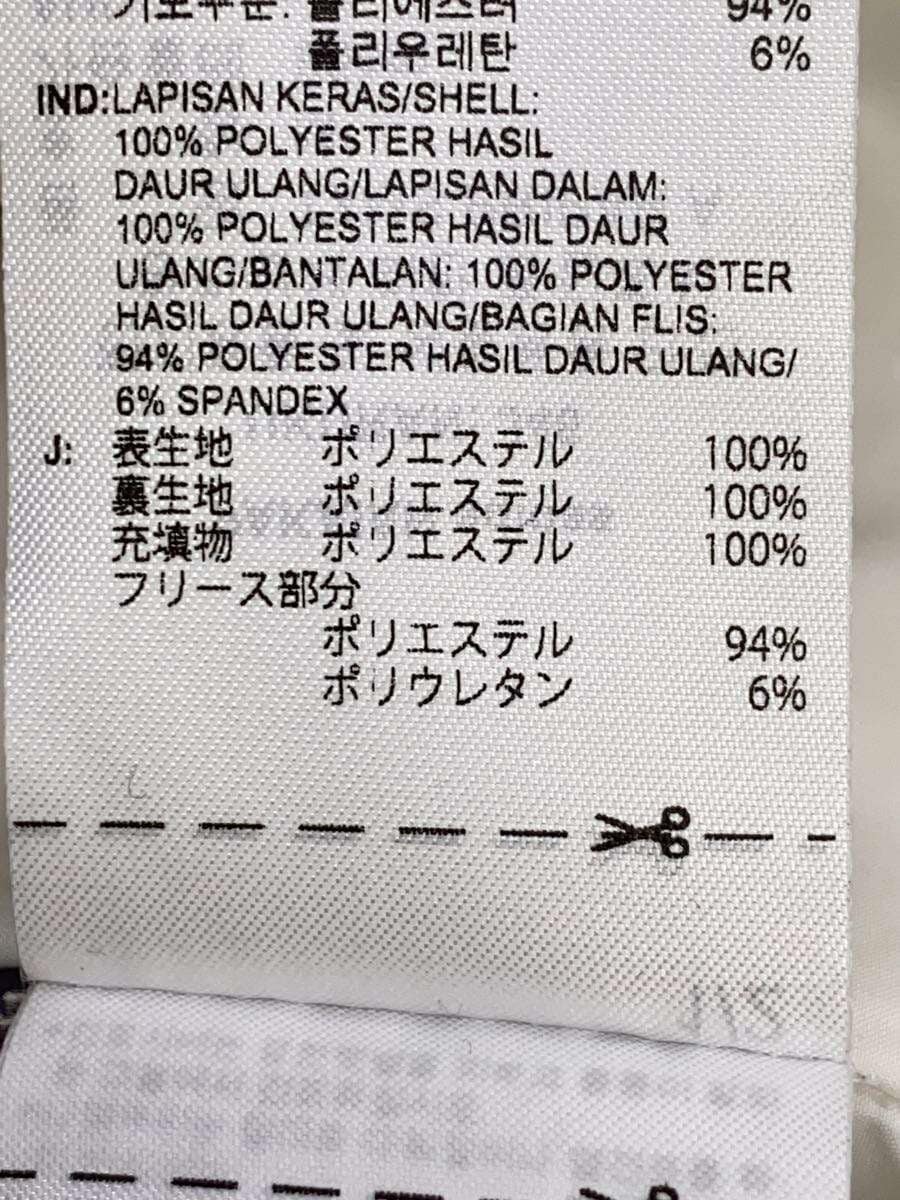 94%
폴리우레탄 6%
IND:LAPISAN KERAS/SHELL:
100% POLYESTER HASIL
DAUR ULANG/LAPISAN DALAM:
100% POLYESTER HASIL DAUR
ULANG/BANTALAN: 100% POLYESTER
HASIL DAUR ULANG/BAGIAN FLIS:
94% POLYESTER HASIL DAUR ULANG/
6% SPANDEX
J: 表生地 ポリエステル 100%
裏生地 ポリエステル 100%
充填物 ポリエステル 100%
フリース部分
ポリエステル 94%
ポリウレタン 6%